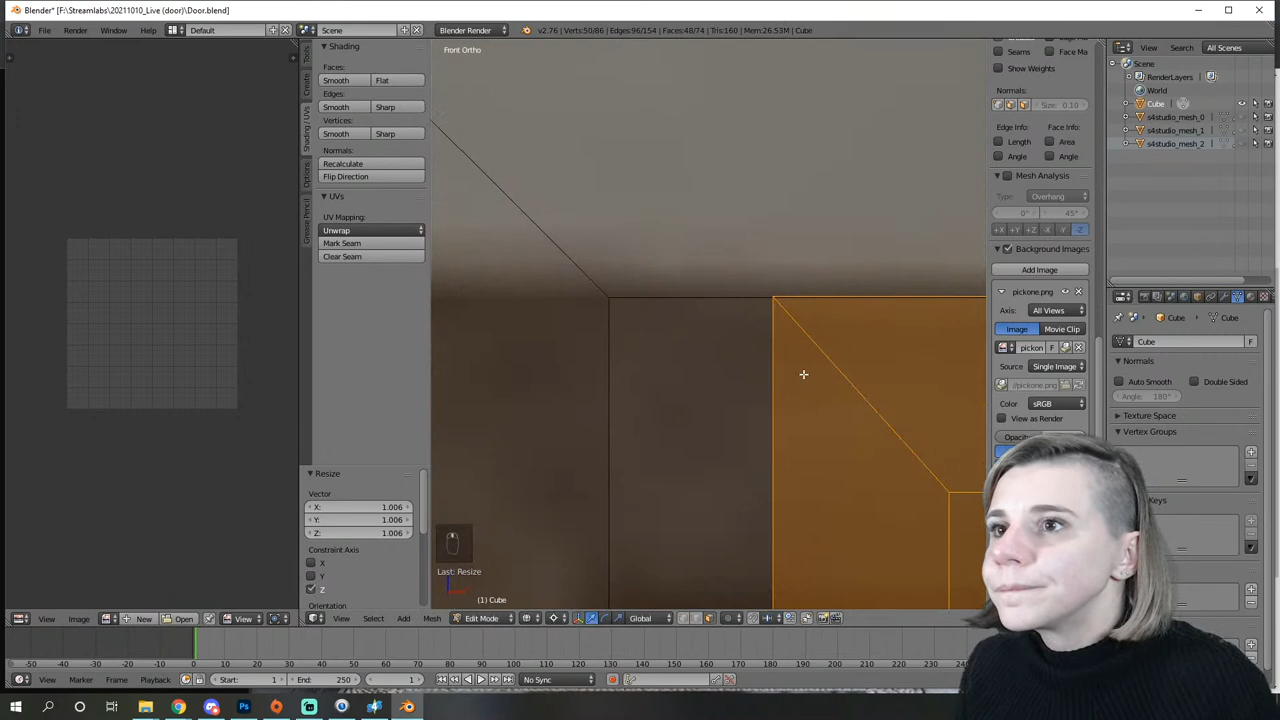 Blender* [F:\Streamlabs\20211010_Live (door)\Door.blend]
File Render Window Help Default Scene Blender Render v2.76 | Verts:50/86 | Edges:96/154 | Faces:48/74 | Tris:160 | Mem:26.53M | Cube
View Search All Scenes
Tools
Create
Shading / UVs
Options
Grease Pencil
Shading
Faces:
Smooth Flat
Edges:
Smooth Sharp
Vertices:
Smooth Sharp
Normals:
Recalculate
Flip Direction
UVs
UV Mapping:
Unwrap
Mark Seam
Clear Seam
Resize
Vector
X: 1.006
Y: 1.006
Z: 1.006
Constraint Axis
X
Y
Z
Orientation
Front Ortho
Last: Resize
(1) Cube
Seams Face Ma
Show Weights
Normals:
Size: 0.10
Edge Info: Face Info:
Length Area
Angle Angle
Mesh Analysis
Type: Overhang
0° 45°
+X +Y +Z -X -Y -Z
Background Images
Add Image
pickone.png
Axis: All Views
Image Movie Clip
pickon F
Source Single Image
//pickone.png
Color sRGB
View as Render
Opacity
Scene
RenderLayers
World
Cube
s4studio_mesh_0
s4studio_mesh_1
s4studio_mesh_2
Cube Cube
Cube F
Normals
Auto Smooth Double Sided
Angle: 180°
Texture Space
Vertex Groups
Keys
View Image New Open View
View Select Add Mesh Edit Mode Global
-50 -40 -30 -20 -10 0 10 20 30 40 50 60 70 80 90 100 110 120 130 140 150 160 170 180 190 200 210 220 230
View Marker Frame Playback Start: 1 End: 250 1 No Sync